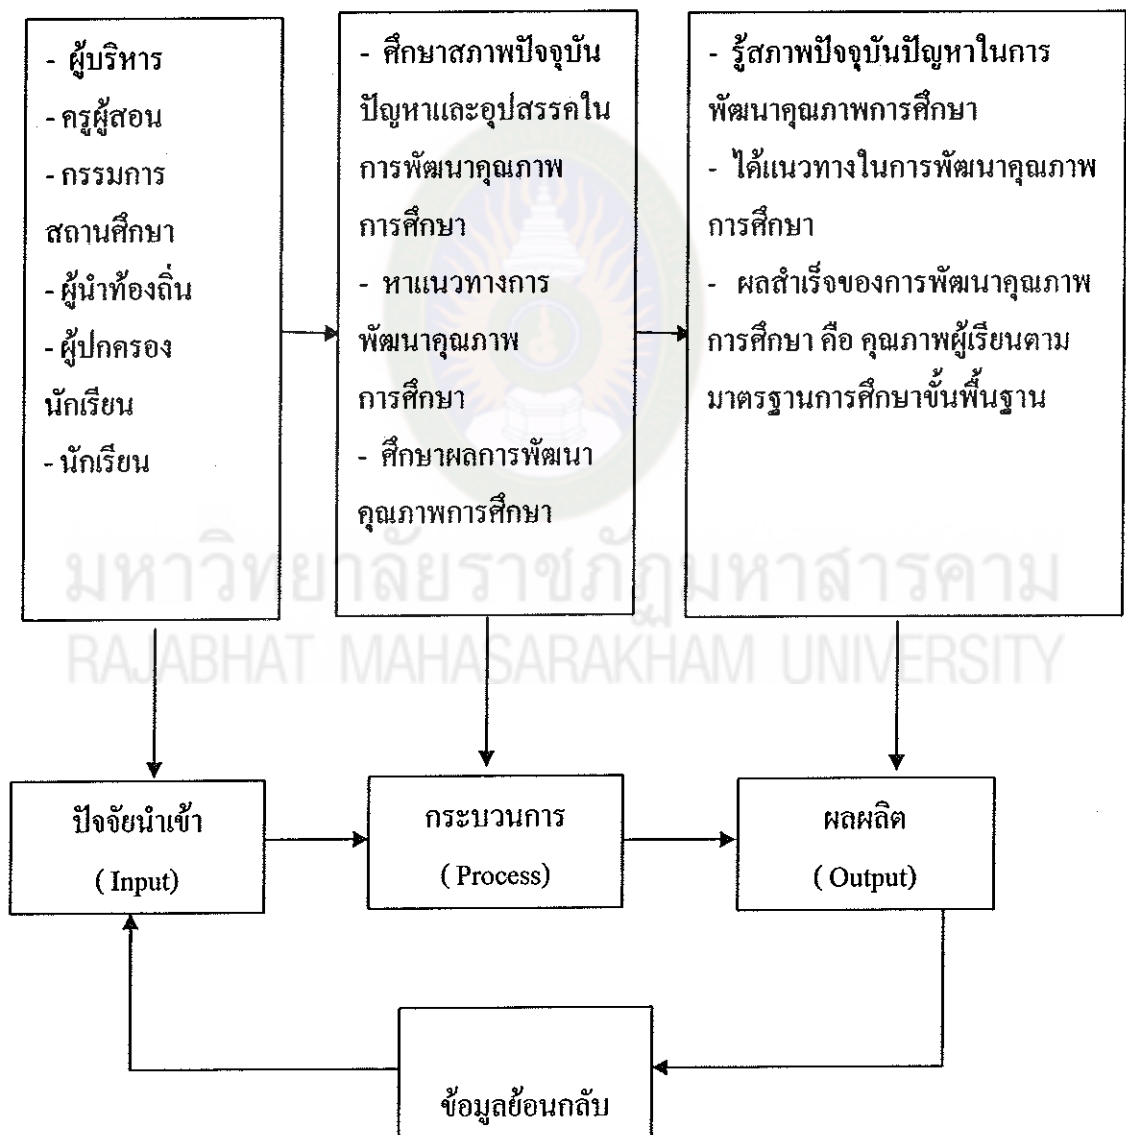 - ผู้บริหาร
- ครูผู้สอน
- กรรมการ
สถานศึกษา
- ผู้นำท้องถิ่น
- ผู้ปกครอง
นักเรียน
- นักเรียน
- ศึกษาสภาพปัจจุบัน
ปัญหาและอุปสรรคใน
การพัฒนาคุณภาพ
การศึกษา
- หาแนวทางการ
พัฒนาคุณภาพ
การศึกษา
- ศึกษาผลการพัฒนา
คุณภาพการศึกษา
- รู้สภาพปัจจุบันปัญหาในการ
พัฒนาคุณภาพการศึกษา
- ได้แนวทางในการพัฒนาคุณภาพ
การศึกษา
- ผลสำเร็จของการพัฒนาคุณภาพ
การศึกษา คือ คุณภาพผู้เรียนตาม
มาตรฐานการศึกษาขั้นพื้นฐาน
มหาวิทยาลัยราชภัฏมหาสารคาม
RAJABHAT MAHASARAKHAM UNIVERSITY
ปัจจัยนำเข้า
( Input)
กระบวนการ
( Process)
ผลผลิต
( Output)
ข้อมูลย้อนกลับ